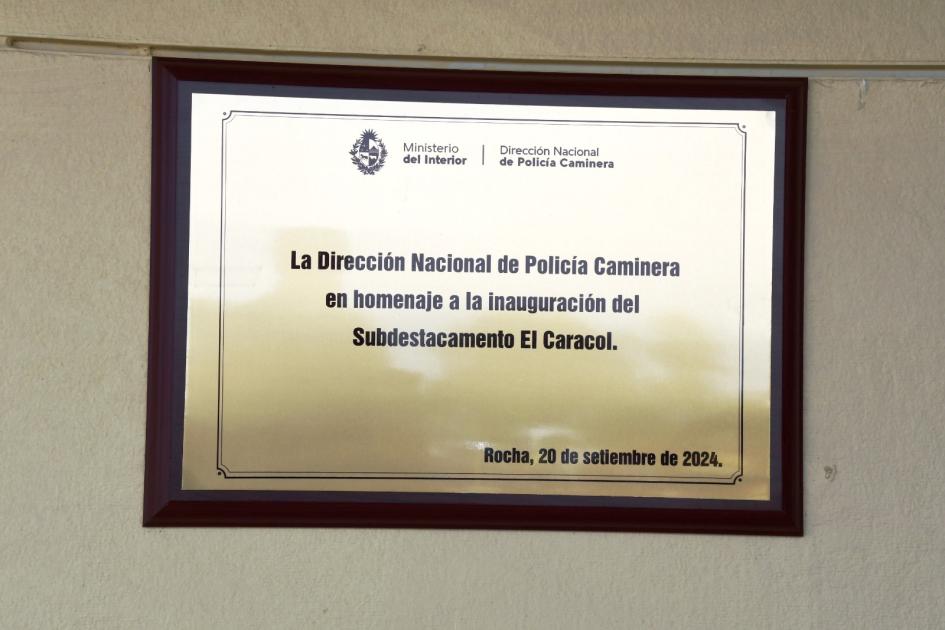 Ministerio
del Interior
Dirección Nacional
de Policía Caminera
La Dirección Nacional de Policía Caminera
en homenaje a la inauguración del
Subdestacamento El Caracol.
Rocha, 20 de setiembre de 2024.